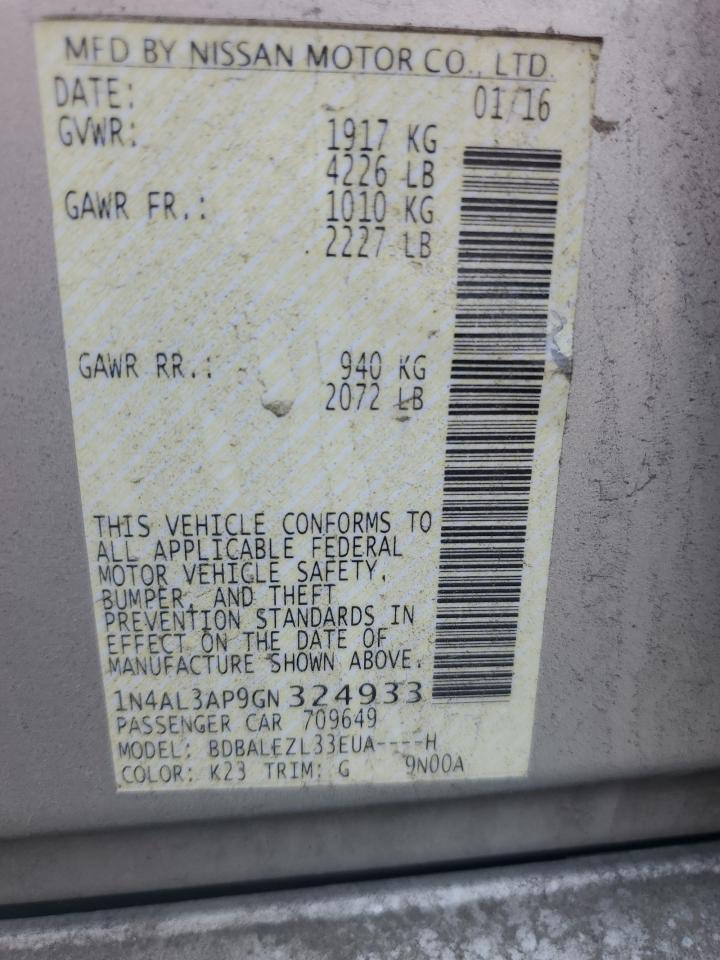 MFD BY NISSAN MOTOR CO., LTD.
DATE: 01/16
GVWR: 1917 KG
4226 LB
GAWR FR.: 1010 KG
2227 LB
GAWR RR.: 940 KG
2072 LB
THIS VEHICLE CONFORMS TO
ALL APPLICABLE FEDERAL
MOTOR VEHICLE SAFETY,
BUMPER, AND THEFT
PREVENTION STANDARDS IN
EFFECT ON THE DATE OF
MANUFACTURE SHOWN ABOVE.
1N4AL3AP9GN324933
PASSENGER CAR 709649
MODEL: BDBALEZL33EUA----H
COLOR: K23 TRIM: G 9N00A